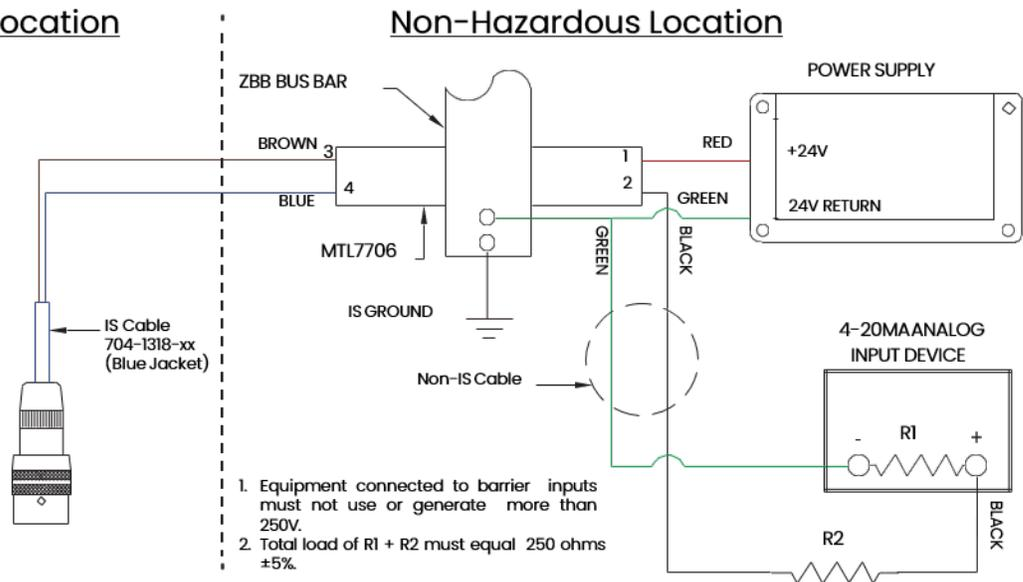 ocation
Non-Hazardous Location
ZBB BUS BAR
POWER SUPPLY
BROWN
3
1
RED
+24V
4
2
BLUE
GREEN
24V RETURN
MTL7706
GREEN
BLACK
IS GROUND
IS Cable
704-1318-xx
(Blue Jacket)
4-20MAANALOG
INPUT DEVICE
Non-IS Cable
-
R1
+
BLACK
R2
1. Equipment connected to barrier inputs
must not use or generate more than
250V.
2. Total load of R1 + R2 must equal 250 ohms
±5%.